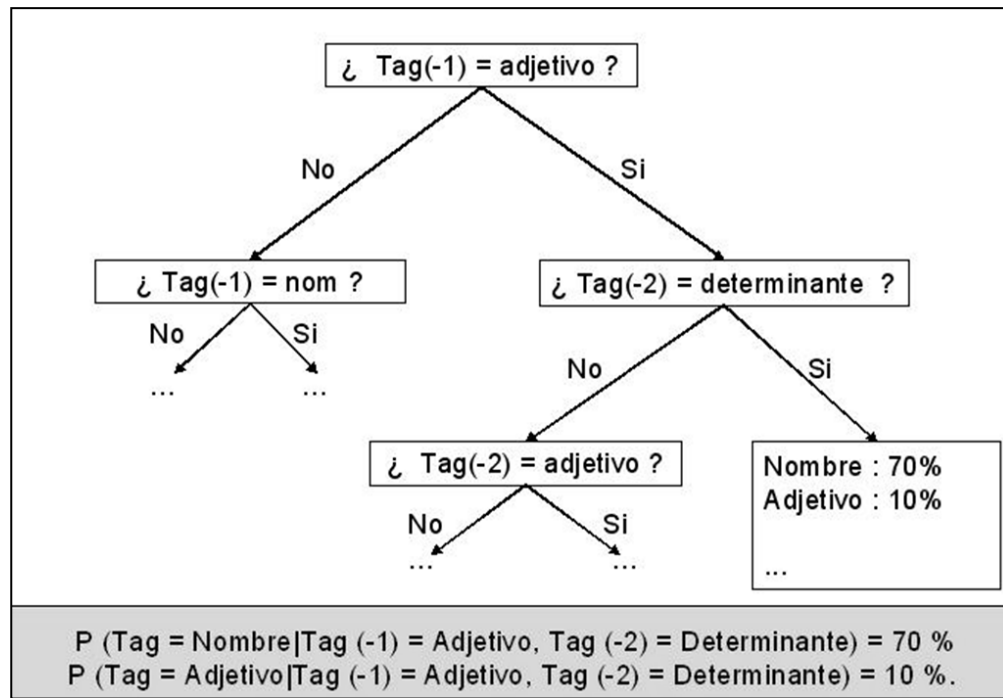 ¿ Tag(-1) = adjetivo ?
No
Si
¿ Tag(-1) = nom ?
¿ Tag(-2) = determinante ?
No
Si
No
Si
...
...
¿ Tag(-2) = adjetivo ?
Nombre : 70%
Adjetivo : 10%
...
No
Si
...
...
P (Tag = Nombre|Tag (-1) = Adjetivo, Tag (-2) = Determinante) = 70 %
P (Tag = Adjetivo|Tag (-1) = Adjetivo, Tag (-2) = Determinante) = 10 %.